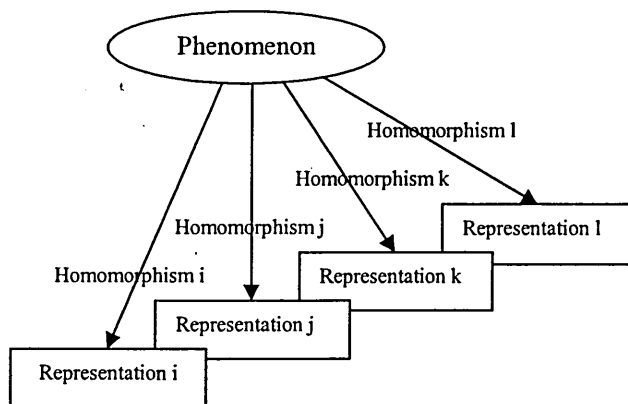 Phenomenon
Homomorphism l
Homomorphism k
Homomorphism j
Homomorphism i
Representation l
Representation k
Representation j
Representation i